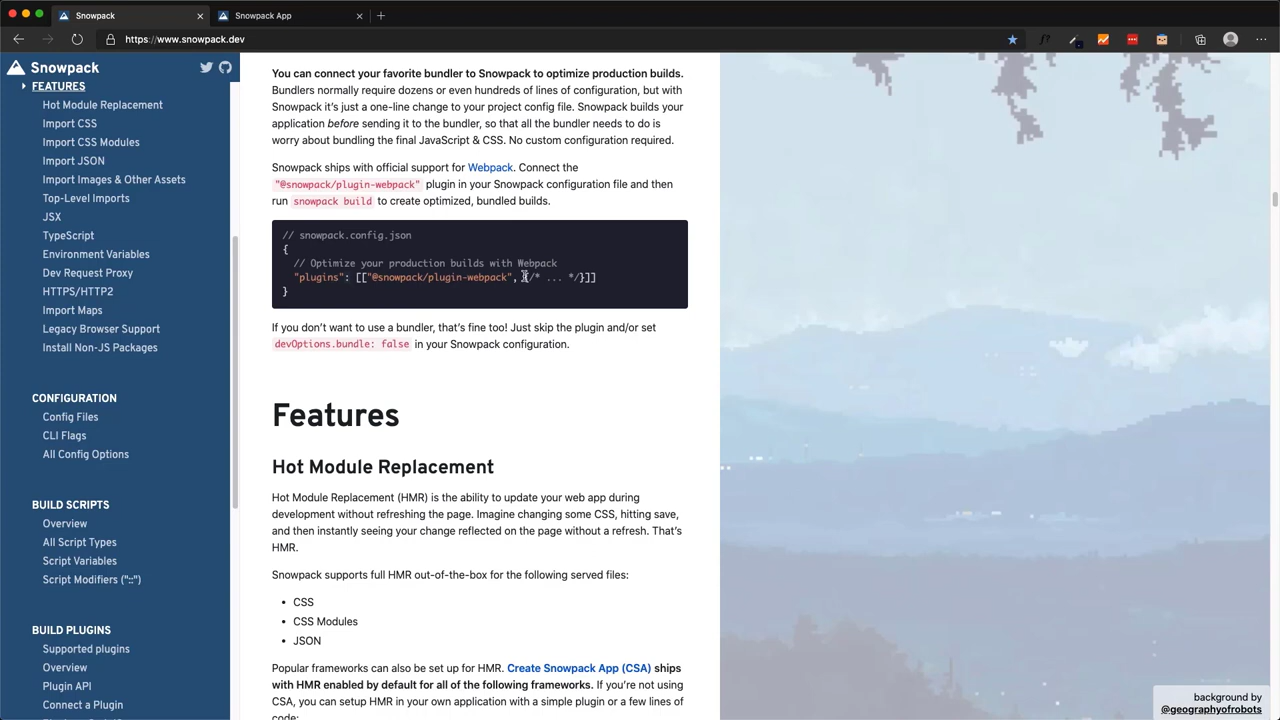 Snowpack
Snowpack App
https://www.snowpack.dev
Snowpack
FEATURES
Hot Module Replacement
Import CSS
Import CSS Modules
Import JSON
Import Images & Other Assets
Top-Level Imports
JSX
TypeScript
Environment Variables
Dev Request Proxy
HTTPS/HTTP2
Import Maps
Legacy Browser Support
Install Non-JS Packages
CONFIGURATION
Config Files
CLI Flags
All Config Options
BUILD SCRIPTS
Overview
All Script Types
Script Variables
Script Modifiers ("::")
BUILD PLUGINS
Supported plugins
Overview
Plugin API
Connect a Plugin
You can connect your favorite bundler to Snowpack to optimize production builds.
Bundlers normally require dozens or even hundreds of lines of configuration, but with
Snowpack it's just a one-line change to your project config file. Snowpack builds your
application before sending it to the bundler, so that all the bundler needs to do is
worry about bundling the final JavaScript & CSS. No custom configuration required.
Snowpack ships with official support for Webpack. Connect the
"@snowpack/plugin-webpack" plugin in your Snowpack configuration file and then
run snowpack build to create optimized, bundled builds.
// snowpack.config.json
{
// Optimize your production builds with Webpack
"plugins": [["@snowpack/plugin-webpack", {/* ... */}]]
}
If you don't want to use a bundler, that's fine too! Just skip the plugin and/or set
devOptions.bundle: false in your Snowpack configuration.
Features
Hot Module Replacement
Hot Module Replacement (HMR) is the ability to update your web app during
development without refreshing the page. Imagine changing some CSS, hitting save,
and then instantly seeing your change reflected on the page without a refresh. That's
HMR.
Snowpack supports full HMR out-of-the-box for the following served files:
• CSS
• CSS Modules
• JSON
Popular frameworks can also be set up for HMR. Create Snowpack App (CSA) ships
with HMR enabled by default for all of the following frameworks. If you're not using
CSA, you can setup HMR in your own application with a simple plugin or a few lines of
code:
background by
@geographyofrobots